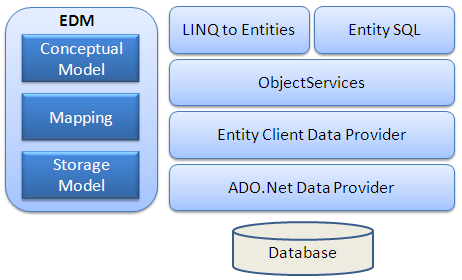 EDM
Conceptual
Model
Mapping
Storage
Model
LINQ to Entities
Entity SQL
ObjectServices
Entity Client Data Provider
ADO.Net Data Provider
Database